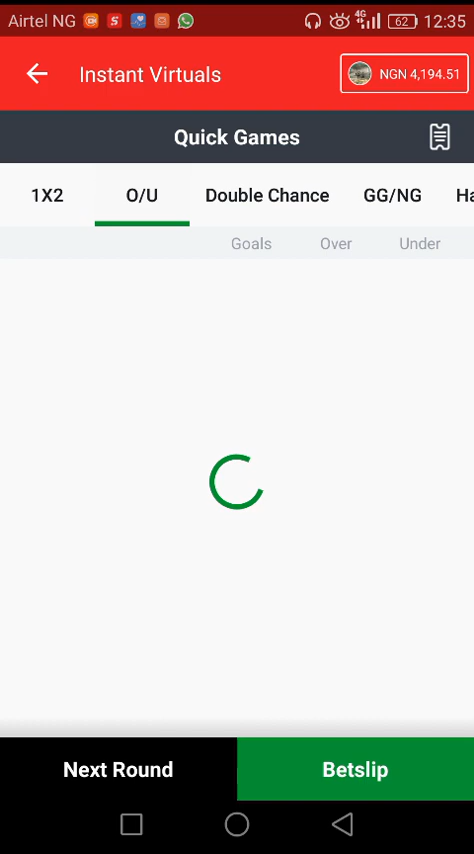 Airtel NG 4G 62 12:35
Instant Virtuals NGN 4,194.51
Quick Games
1X2 O/U Double Chance GG/NG Ha
Goals Over Under
Next Round Betslip